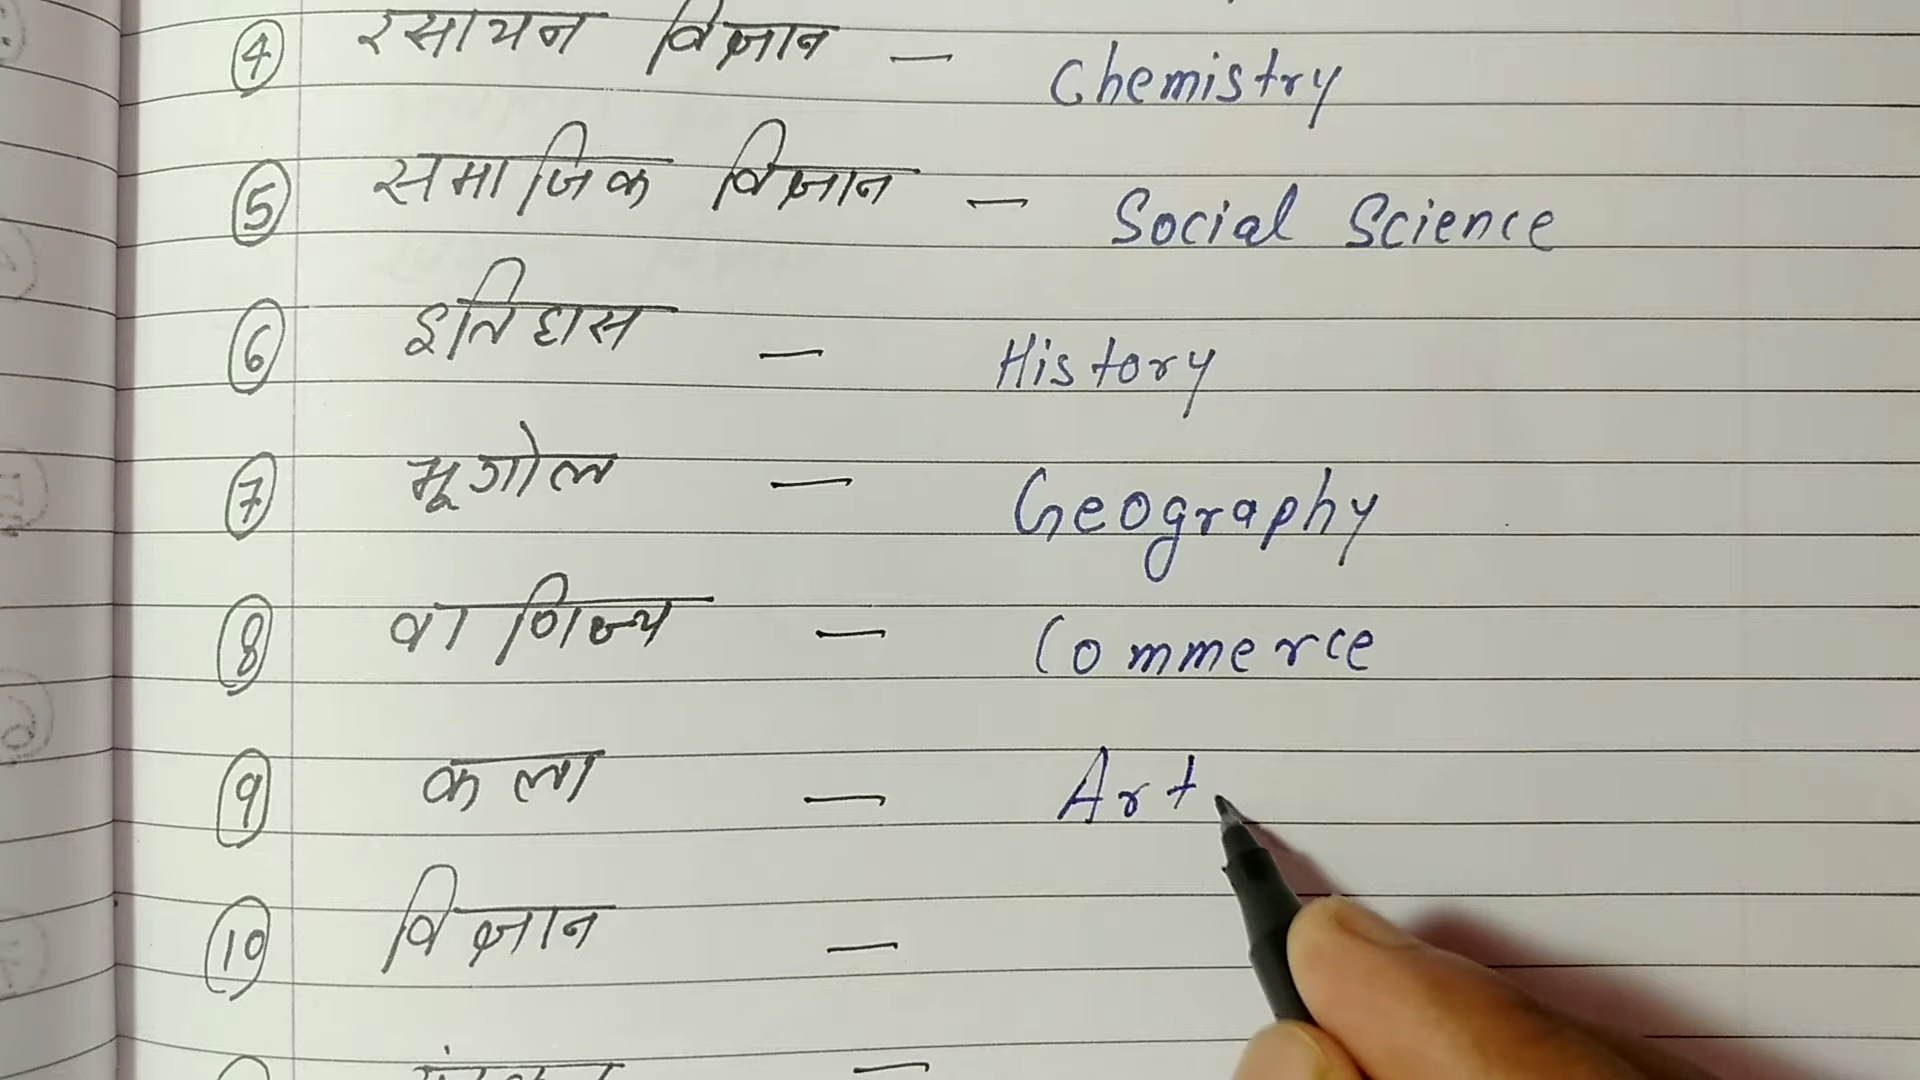 ④ रसायन विज्ञान — Chemistry
⑤ समाजिक विज्ञान — Social Science
⑥ इतिहास — History
⑦ भूगोल — Geography
⑧ वाणिज्य — Commerce
⑨ कला — Art
⑩ विज्ञान —